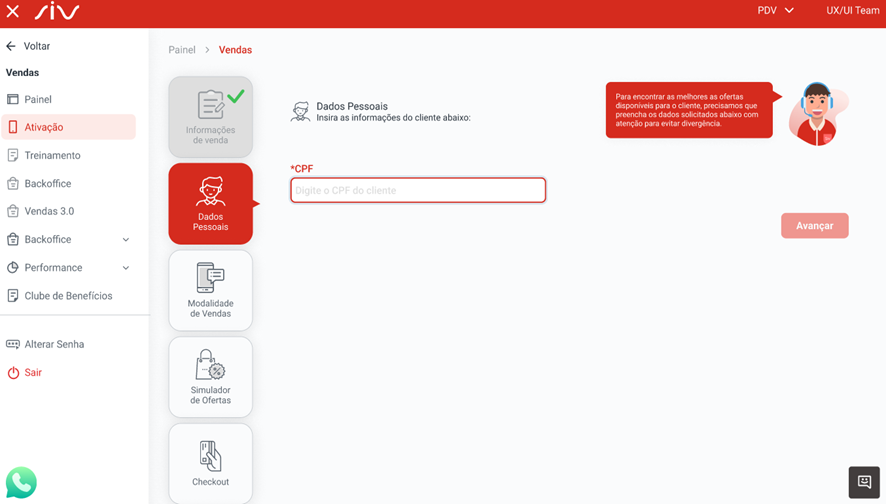 siv
PDV
UX/UI Team
Voltar
Vendas
Painel
Ativação
Treinamento
Backoffice
Vendas 3.0
Backoffice
Performance
Clube de Benefícios
Alterar Senha
Sair
Painel > Vendas
Informações
de venda
Dados
Pessoais
Modalidade
de Vendas
Simulador
de Ofertas
Checkout
Dados Pessoais
Insira as informações do cliente abaixo:
Para encontrar as melhores as ofertas
disponíveis para o cliente, precisamos que
preencha os dados solicitados abaixo com
atenção para evitar divergência.
*CPF
Digite o CPF do cliente
Avançar